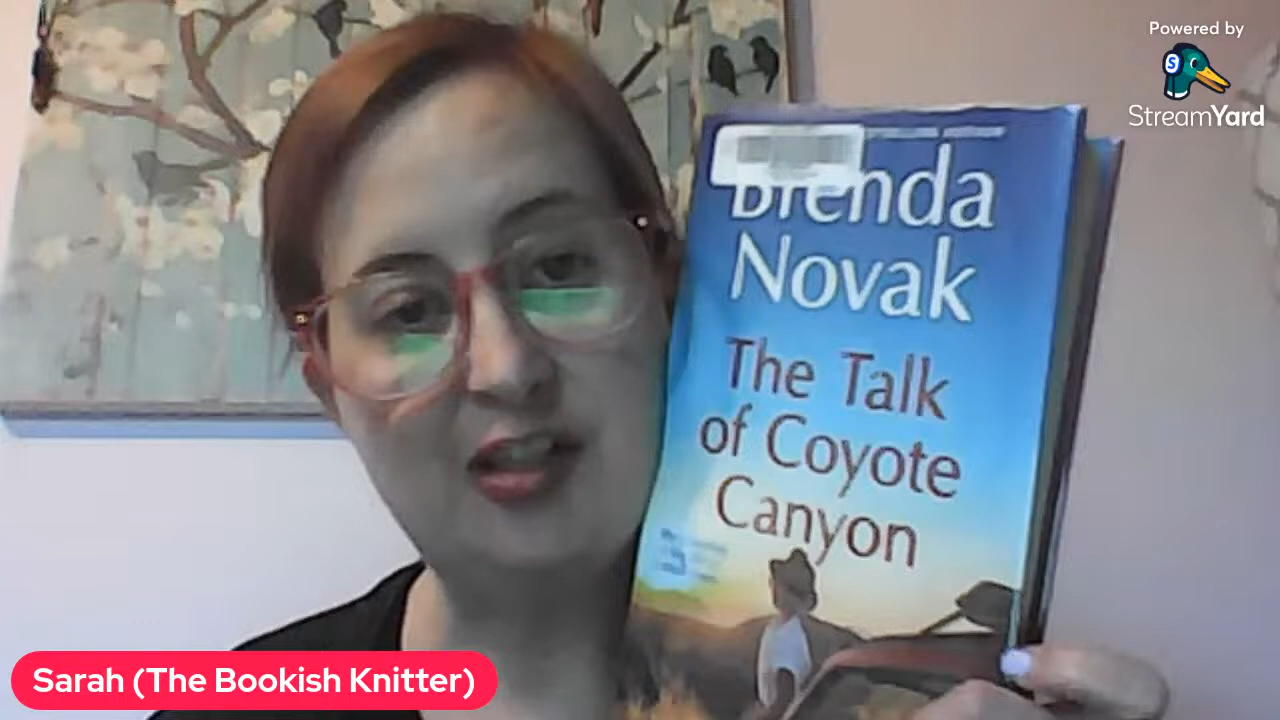 Powered by
S
StreamYard
Brenda
Novak
The Talk
of Coyote
Canyon
Sarah (The Bookish Knitter)